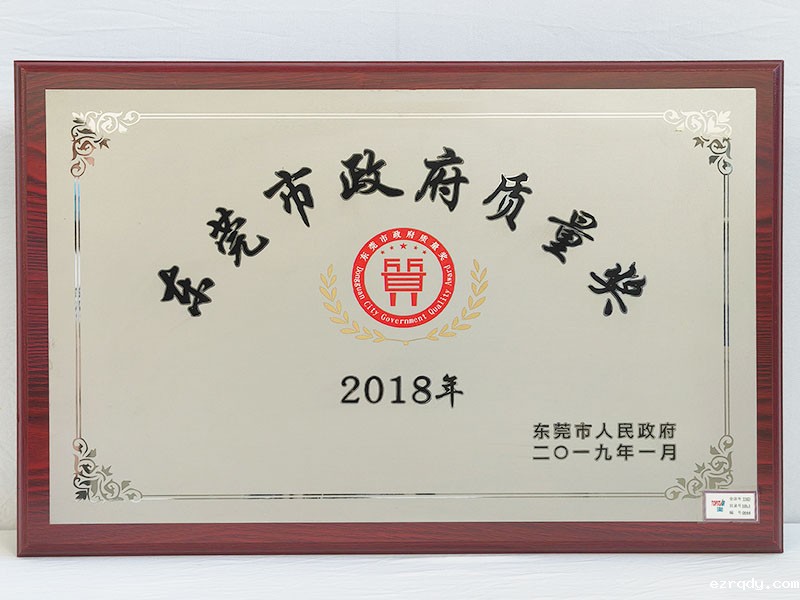 东莞市政府质量奖
东莞市政府质量奖
Dongguan City Government Quality Award
質
2018年
东莞市人民政府
二〇一九年一月
ezrqdy.com